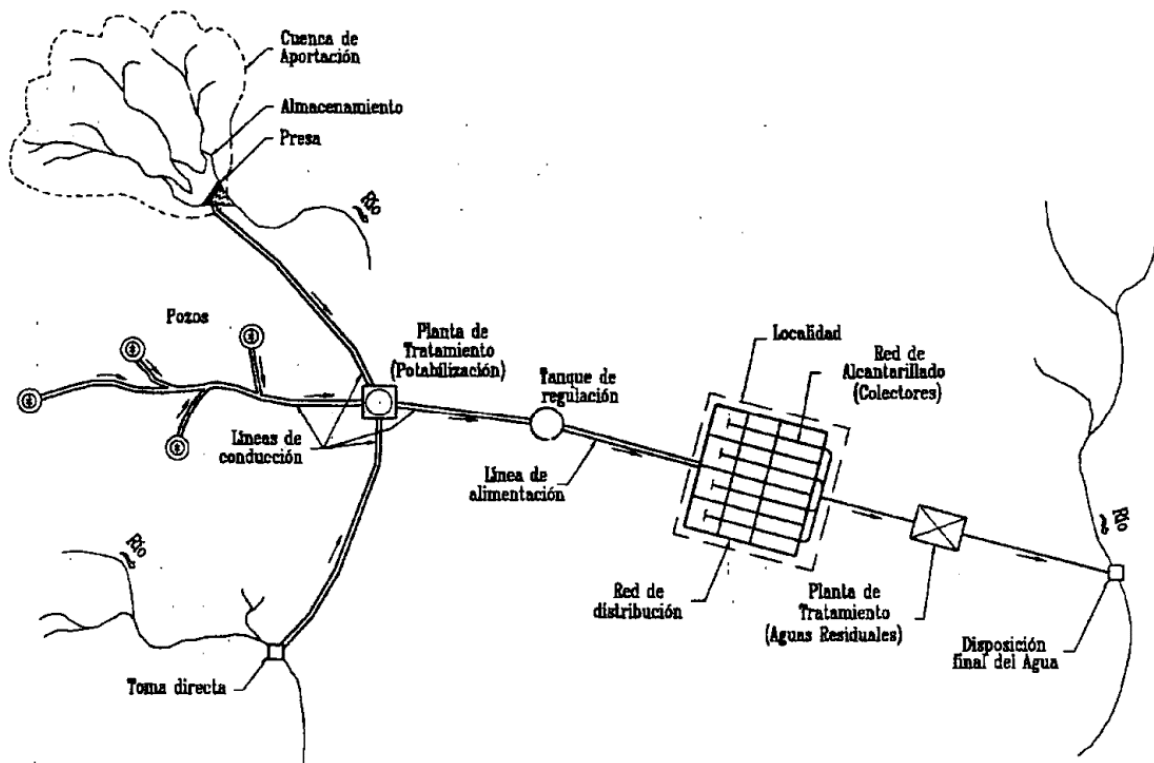 Cuenca de
Aportación
Almacenamiento
Presa
Río
Pozos
Planta de
Tratamiento
(Potabilización)
Tanque de
regulación
Localidad
Red de
Alcantarillado
(Colectores)
Líneas de
conducción
Línea de
alimentación
Río
Río
Red de
distribución
Planta de
Tratamiento
(Aguas Residuales)
Disposición
final del Agua
Toma directa